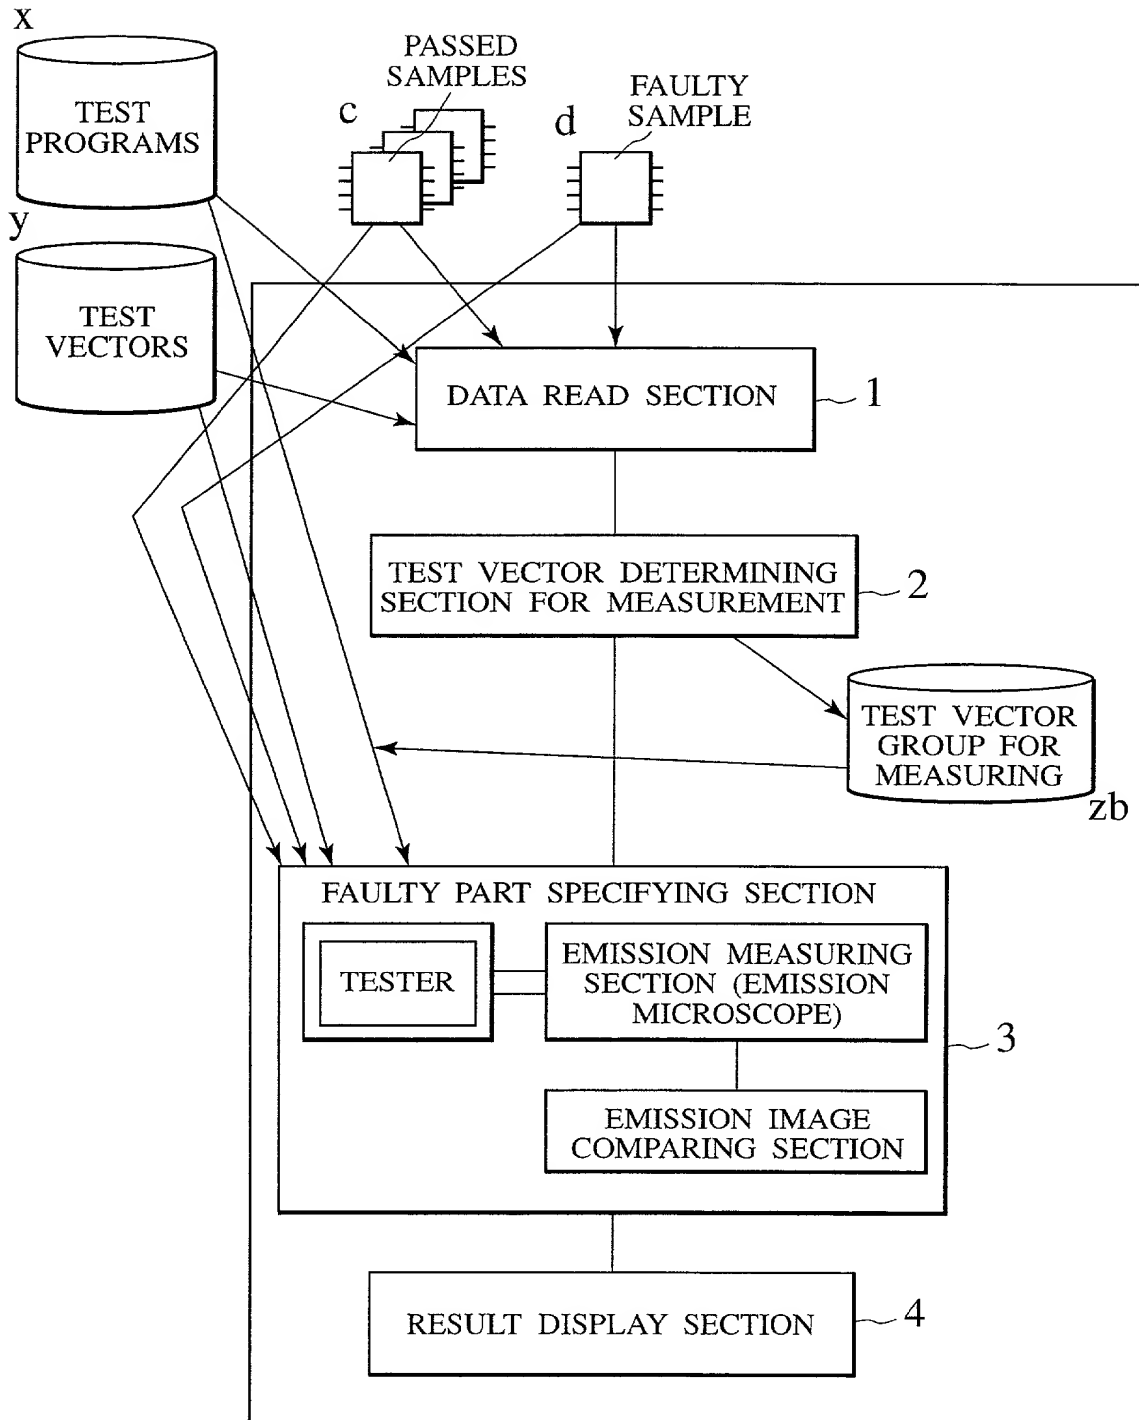 x
TEST
PROGRAMS
PASSED
SAMPLES
c
FAULTY
SAMPLE
d
y
TEST
VECTORS
DATA READ SECTION
1
TEST VECTOR DETERMINING
SECTION FOR MEASUREMENT
2
TEST VECTOR
GROUP FOR
MEASURING
zb
FAULTY PART SPECIFYING SECTION
TESTER
EMISSION MEASURING
SECTION (EMISSION
MICROSCOPE)
3
EMISSION IMAGE
COMPARING SECTION
RESULT DISPLAY SECTION
4